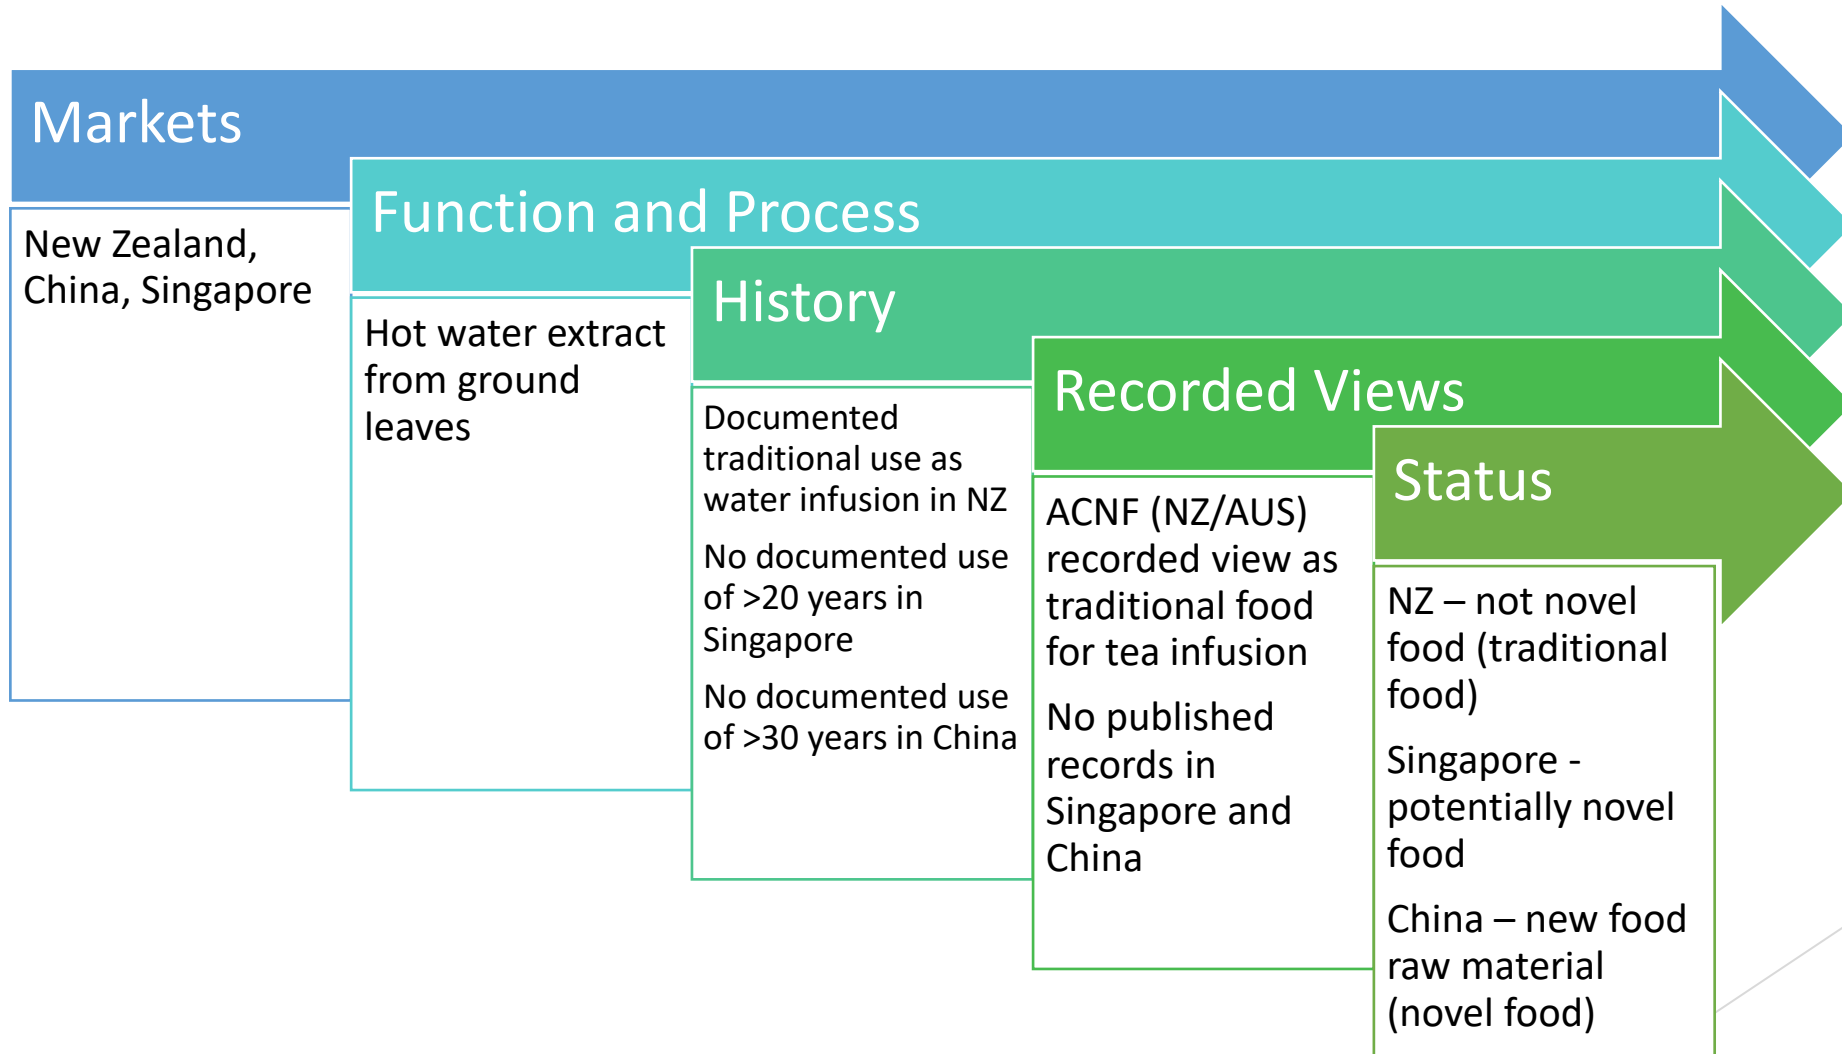 Markets
New Zealand,
China, Singapore
Function and Process
Hot water extract
from ground
leaves
History
Documented
traditional use as
water infusion in NZ
No documented use
of >20 years in
Singapore
No documented use
of >30 years in China
Recorded Views
ACNF (NZ/AUS)
recorded view as
traditional food
for tea infusion
No published
records in
Singapore and
China
Status
NZ – not novel
food (traditional
food)
Singapore -
potentially novel
food
China – new food
raw material
(novel food)